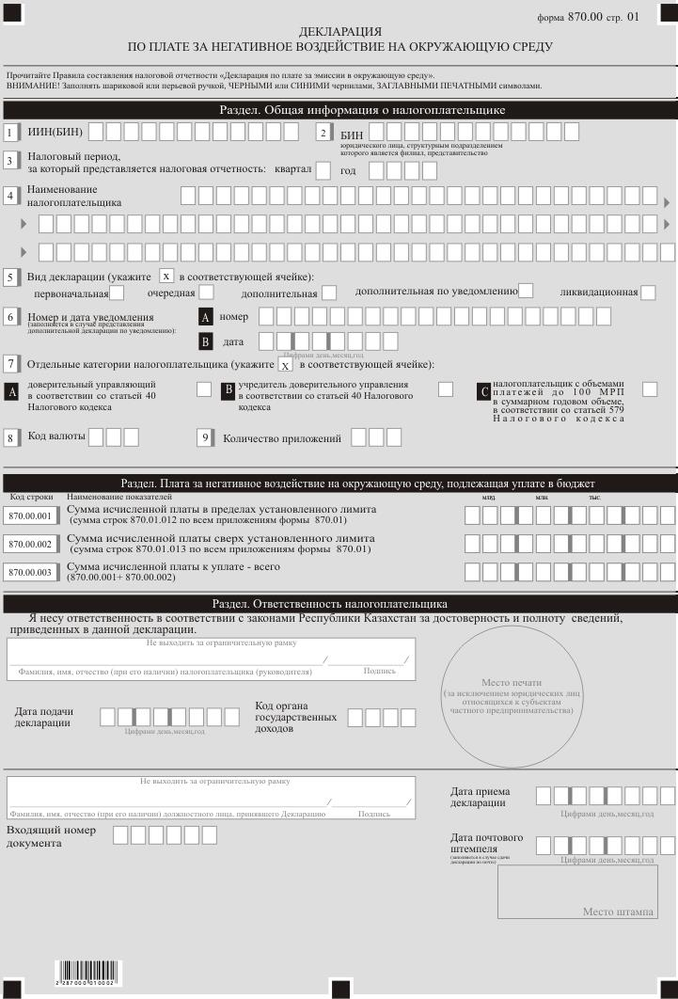 форма 870.00 стр. 01
ДЕКЛАРАЦИЯ
ПО ПЛАТЕ ЗА НЕГАТИВНОЕ ВОЗДЕЙСТВИЕ НА ОКРУЖАЮЩУЮ СРЕДУ
Прочитайте Правила составления налоговой отчетности «Декларация по плате за эмиссии в окружающую среду».
ВНИМАНИЕ! Заполнять шариковой или перьевой ручкой, ЧЕРНЫМИ или СИНИМИ чернилами, ЗАГЛАВНЫМИ ПЕЧАТНЫМИ символами.
Раздел. Общая информация о налогоплательщике
1 ИИН(БИН) 2 БИН
юридического лица, структурным подразделением
которого является филиал, представительство
3 Налоговый период,
за который представляется налоговая отчетность: квартал год
4 Наименование
налогоплательщика
5 Вид декларации (укажите x в соответствующей ячейке):
первоначальная очередная дополнительная дополнительная по уведомлению ликвидационная
6 Номер и дата уведомления A номер
(заполняется в случае представления
дополнительной декларации по уведомлению):
B дата
Цифрами день,месяц,год
7 Отдельные категории налогоплательщика (укажите x в соответствующей ячейке):
A доверительный управляющий
в соответствии со статьей 40
Налогового кодекса
B учредитель доверительного управления
в соответствии со статьей 40 Налогового
кодекса
C налогоплательщик с объемами
платежей до 100 МРП
в суммарном годовом объеме,
в соответствии со статьей 579
Налогового кодекса
8 Код валюты 9 Количество приложений
Раздел. Плата за негативное воздействие на окружающую среду, подлежащая уплате в бюджет
Код строки Наименование показателей млрд. млн. тыс.
870.00.001 Сумма исчисленной платы в пределах установленного лимита
(сумма строк 870.01.012 по всем приложениям формы 870.01)
870.00.002 Сумма исчисленной платы сверх установленного лимита
(сумма строк 870.01.013 по всем приложениям формы 870.01)
870.00.003 Сумма исчисленной платы к уплате - всего
(870.00.001+ 870.00.002)
Раздел. Ответственность налогоплательщика
Я несу ответственность в соответствии с законами Республики Казахстан за достоверность и полноту сведений,
приведенных в данной декларации.
Не выходить за ограничительную рамку
/ /
Фамилия, имя, отчество (при его наличии) налогоплательщика (руководителя) Подпись
Место печати
(за исключением юридических лиц
относящихся к субъектам
частного предпринимательства)
Дата подачи
декларации
Цифрами день,месяц,год
Код органа
государственных
доходов
Не выходить за ограничительную рамку
/ /
Фамилия, имя, отчество (при его наличии) должностного лица, принявшего Декларацию Подпись
Дата приема
декларации
Цифрами день,месяц,год
Входящий номер
документа
Дата почтового
штемпеля
(заполняется в случае сдачи
декларации по почте)
Цифрами день,месяц,год
Место штампа
2 287000 010002